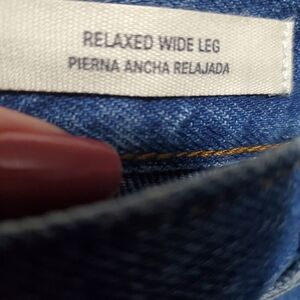 RELAXED WIDE LEG
PIERNA ANCHA RELAJADA